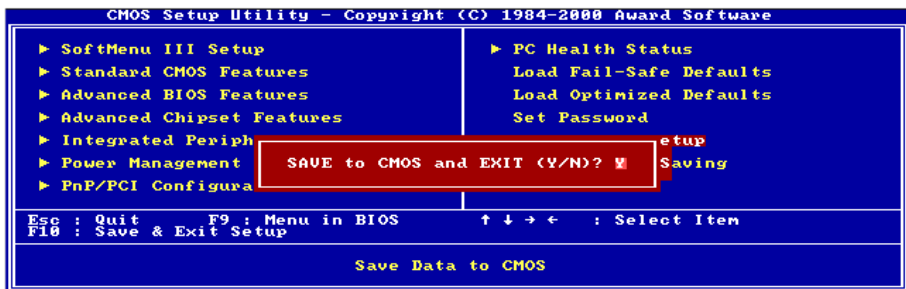 CMOS Setup Utility – Copyright (C) 1984-2000 Award Software
► SoftMenu III Setup
► Standard CMOS Features
► Advanced BIOS Features
► Advanced Chipset Features
► Integrated Periph
► Power Management
► PnP/PCI Configura
► PC Health Status
Load Fail-Safe Defaults
Load Optimized Defaults
Set Password
etup
Saving
SAVE to CMOS and EXIT (Y/N)? Y
Esc : Quit F9 : Menu in BIOS ↑ ↓ → ← : Select Item
F10 : Save & Exit Setup
Save Data to CMOS